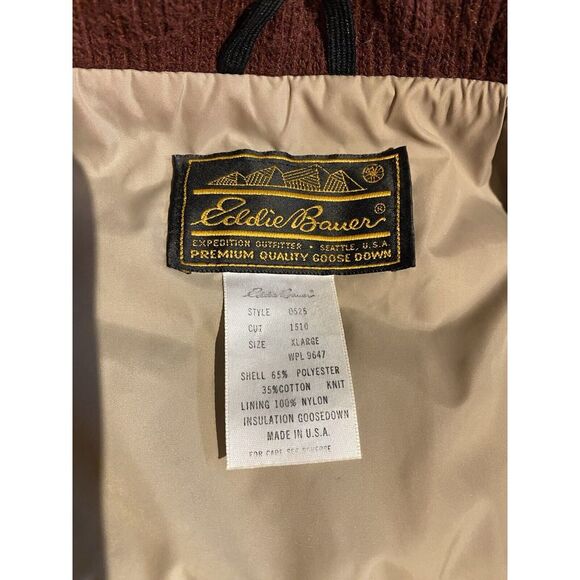 Eddie Bauer ®
EXPEDITION OUTFITTER · SEATTLE, U.S.A.
PREMIUM QUALITY GOOSE DOWN
Eddie Bauer®
STYLE 0525
CUT 1510
SIZE XLARGE
WPL 9647
SHELL 65% POLYESTER
35%COTTON KNIT
LINING 100% NYLON
INSULATION GOOSEDOWN
MADE IN U.S.A.
FOR CARE SEE REVERSE